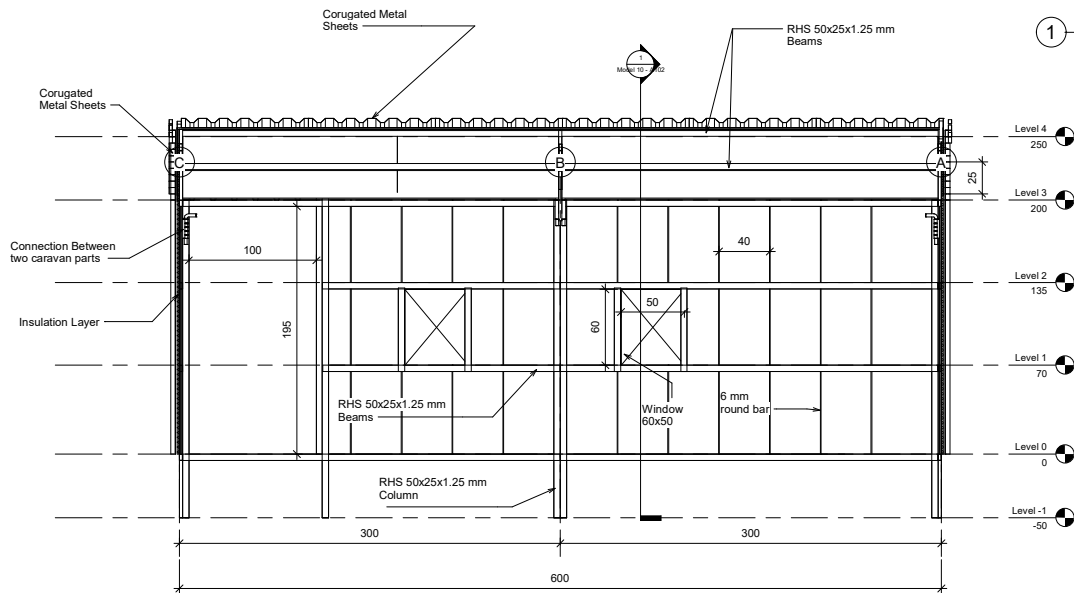 Corugated Metal
Sheets
RHS 50x25x1.25 mm
Beams
1
1
Corugated
Metal Sheets
Level 4
250
C
B
A
25
Level 3
200
Connection Between
two caravan parts
100
40
Level 2
135
Insulation Layer
195
60
50
Level 1
70
RHS 50x25x1.25 mm
Beams
Window
60x50
6 mm
round bar
Level 0
0
RHS 50x25x1.25 mm
Column
Level -1
-50
300
300
600